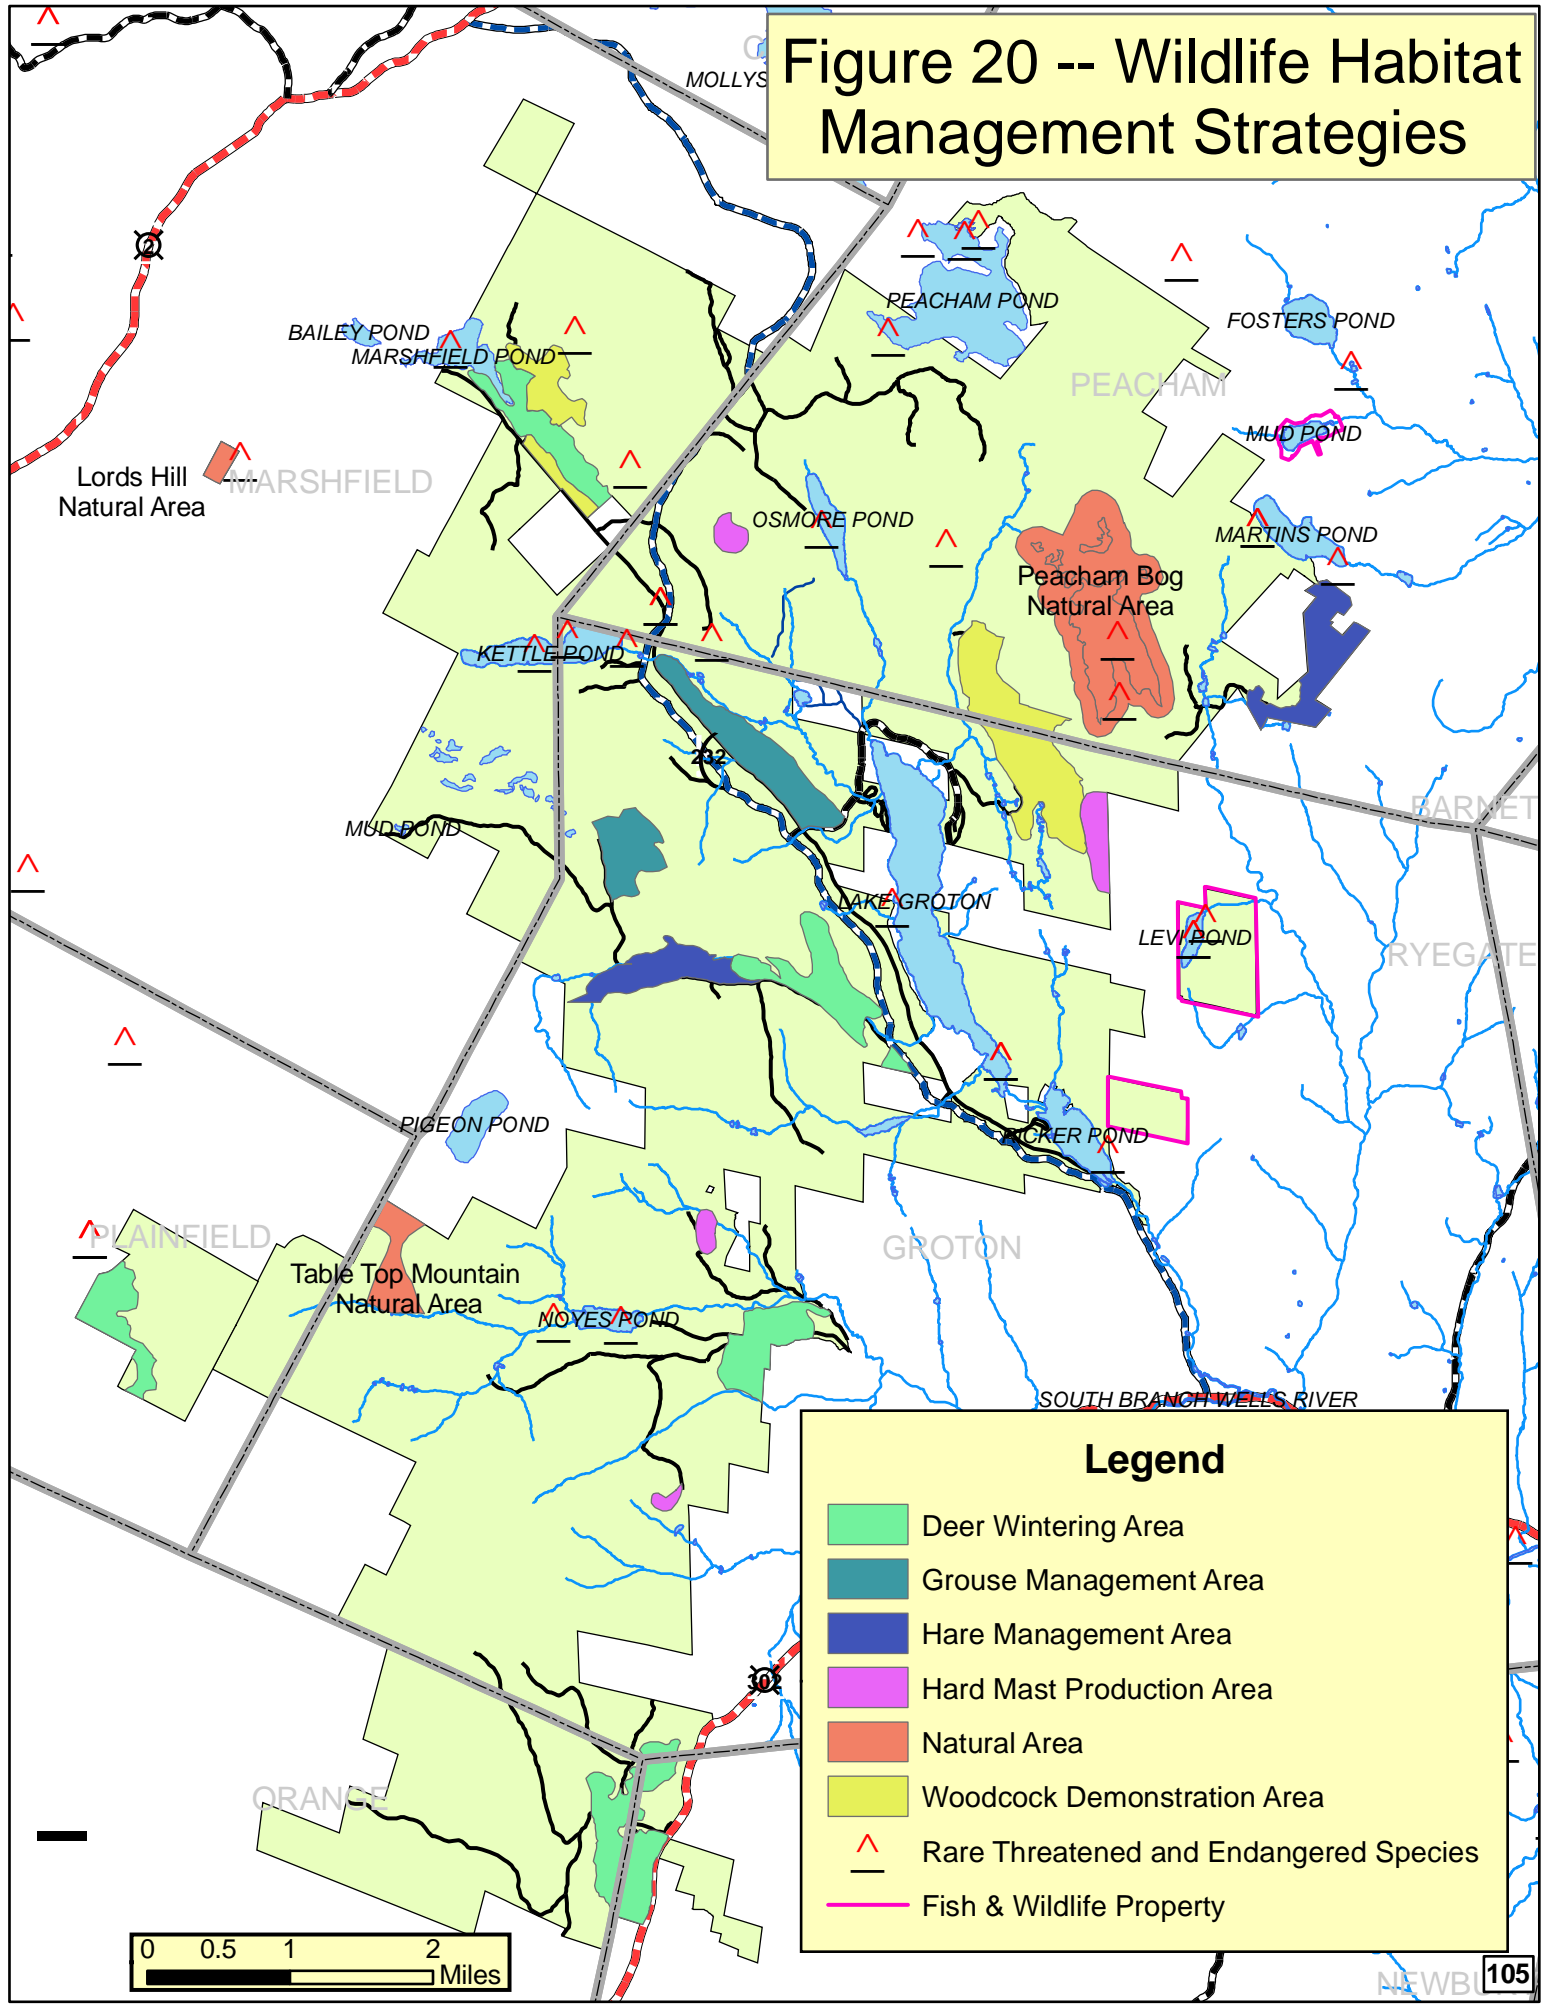 Figure 20 -- Wildlife Habitat
Management Strategies
MOLLYS
2
PEACHAM POND
BAILEY POND
MARSHFIELD POND
FOSTERS POND
PEACHAM
MUD POND
Lords Hill
Natural Area
MARSHFIELD
OSMORE POND
MARTINS POND
Peacham Bog
Natural Area
KETTLE POND
232
BARNET
MUD POND
LAKE GROTON
LEVI POND
RYEGATE
PIGEON POND
RICKER POND
PLAINFIELD
GROTON
Table Top Mountain
Natural Area
NOYES POND
SOUTH BRANCH WELLS RIVER
Legend
Deer Wintering Area
Grouse Management Area
Hare Management Area
302
Hard Mast Production Area
Natural Area
ORANGE
Woodcock Demonstration Area
Rare Threatened and Endangered Species
Fish & Wildlife Property
0 0.5 1 2
Miles
105